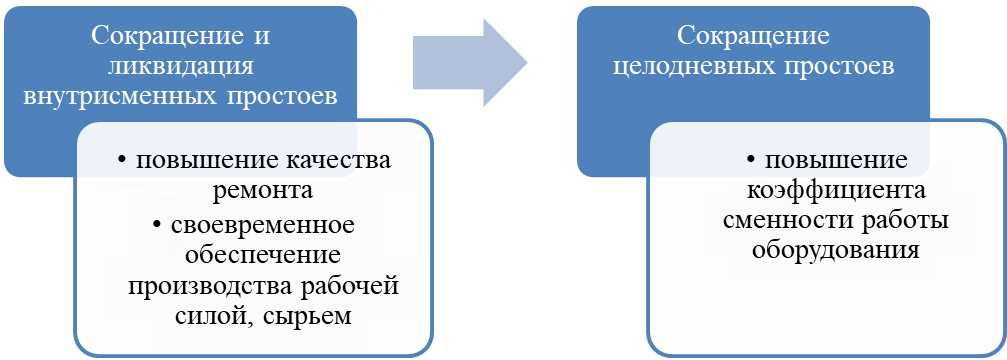 Сокращение и
ликвидация
внутрисменных простоев
• повышение качества
ремонта
• своевременное
обеспечение
производства рабочей
силой, сырьем
Сокращение
целодневных простоев
• повышение
коэффициента
сменности работы
оборудования